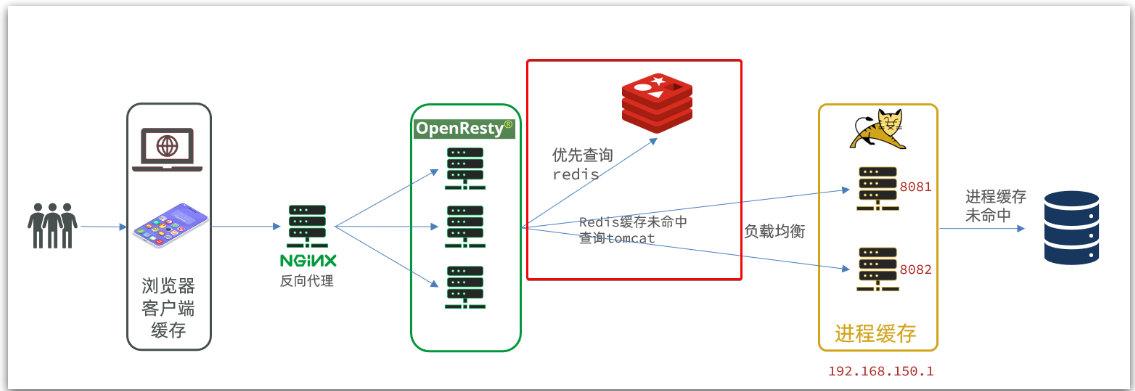 浏览器
客户端
缓存
NGINX
反向代理
OpenResty®
优先查询
redis
Redis缓存未命中
查询tomcat
负载均衡
8081
8082
进程缓存
192.168.150.1
进程缓存
未命中